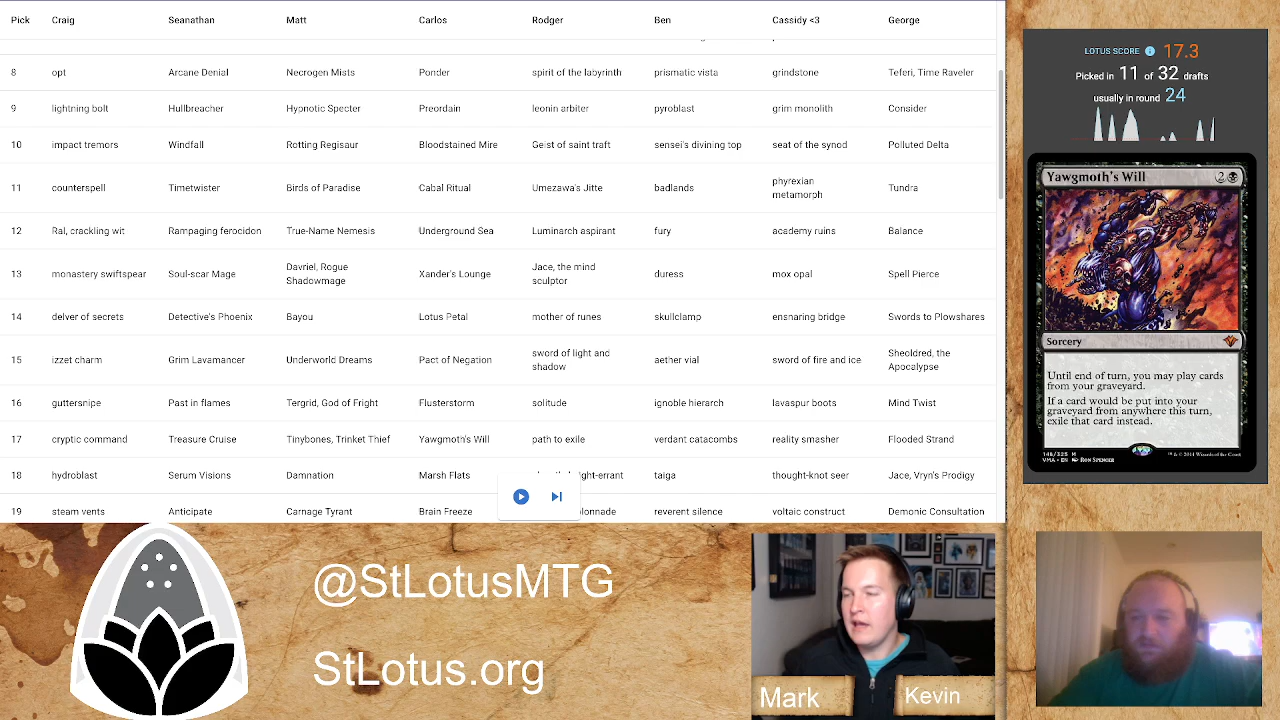 Pick Craig Seanathan Matt Carlos Rodger Ben Cassidy <3 George
8 opt Arcane Denial Necrogen Mists Ponder spirit of the labyrinth prismatic vista grindstone Teferi, Time Raveler
9 lightning bolt Hullbreacher Hypnotic Specter Preordain leonin arbiter pyroblast grim monolith Consider
10 impact tremors Windfall Rotting Regisaur Bloodstained Mire Geist of saint traft sensei's divining top seat of the synod Polluted Delta
11 counterspell Timetwister Birds of Paradise Cabal Ritual Umezawa's Jitte badlands phyrexian metamorph Tundra
12 Ral, crackling wit Rampaging ferocidon True-Name Nemesis Underground Sea Luminarch aspirant fury academy ruins Balance
13 monastery swiftspear Soul-scar Mage Davriel, Rogue Shadowmage Xander's Lounge Jace, the mind sculptor duress mox opal Spell Pierce
14 delver of secrets Detective's Phoenix Bayou Lotus Petal mother of runes skullclamp ensnaring bridge Swords to Plowshares
15 izzet charm Grim Lavamancer Underworld Dreams Pact of Negation sword of light and shadow aether vial sword of fire and ice Sheoldred, the Apocalypse
16 guttersnipe Past in flames Tergrid, God of Fright Flusterstorm ignoble hierarch lavaspur boots Mind Twist
17 cryptic command Treasure Cruise Tinybones, Trinket Thief Yawgmoth's Will path to exile verdant catacombs reality smasher Flooded Strand
18 hydroblast Serum Visions Damnation Marsh Flats taiga thought-knot seer Jace, Vryn's Prodigy
19 steam vents Anticipate Carnage Tyrant Brain Freeze reverent silence voltaic construct Demonic Consultation
LOTUS SCORE 17.3
Picked in 11 of 32 drafts
usually in round 24
Yawgmoth's Will 2
Sorcery
Until end of turn, you may play cards
from your graveyard.
If a card would be put into your
graveyard from anywhere this turn,
exile that card instead.
VMA • EN Ron Spencer
@StLotusMTG
StLotus.org
Mark
Kevin